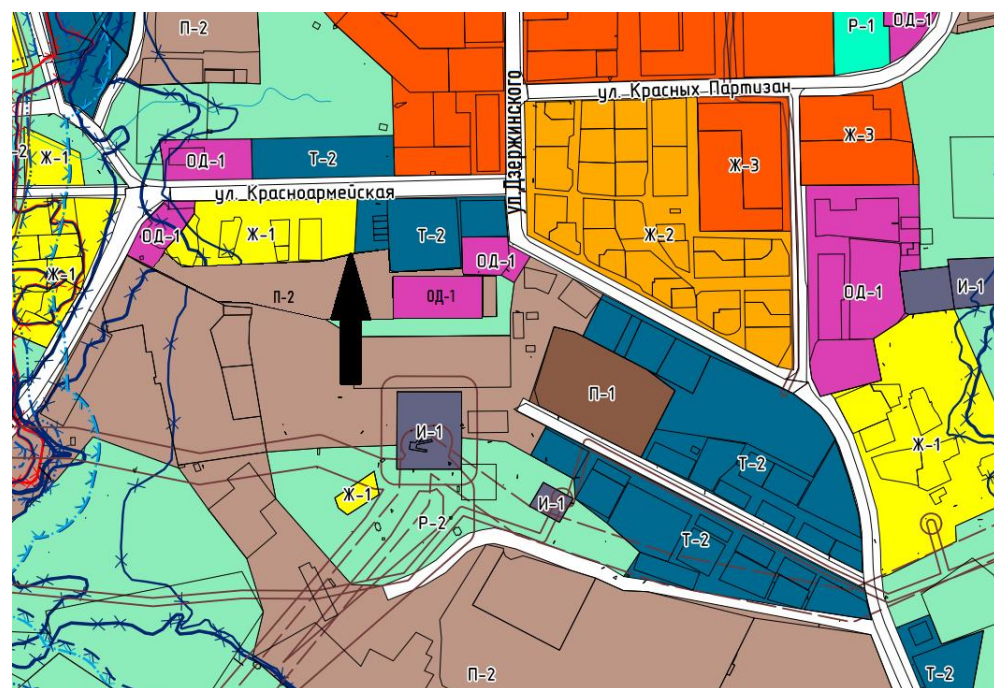 П-2
Р-1
ОД-1
ул. Красных Партизан
ул. Дзержинского
Ж-3
Ж-1
-2
ОД-1
Т-2
Ж-3
ул. Красноармейская
ОД-1
Ж-1
Т-2
Ж-2
ОД-1
Ж-1
П-2
ОД-1
ОД-1
И-1
П-1
И-1
Ж-1
Т-2
Ж-1
И-1
Р-2
Т-2
П-2
Т-2